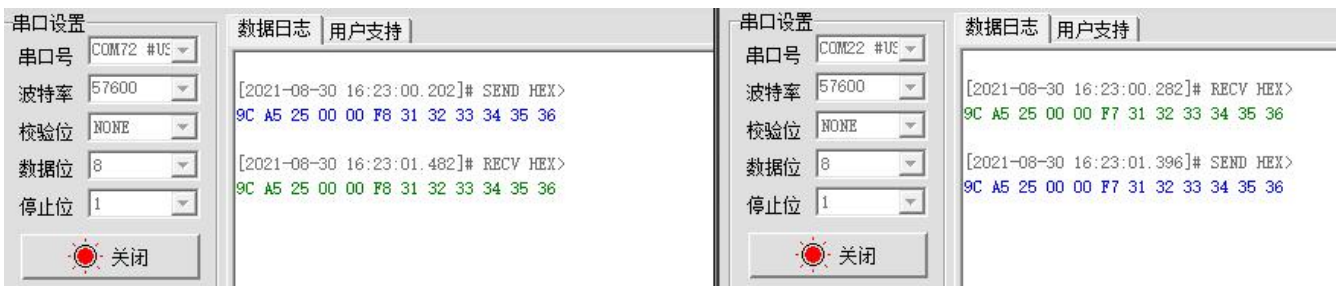 串口设置
串口号 COM72 #US
波特率 57600
校验位 NONE
数据位 8
停止位 1
关闭
数据日志 用户支持
[2021-08-30 16:23:00.202]# SEND HEX>
9C A5 25 00 00 F8 31 32 33 34 35 36
[2021-08-30 16:23:01.482]# RECV HEX>
9C A5 25 00 00 F8 31 32 33 34 35 36
串口设置
串口号 COM22 #US
波特率 57600
校验位 NONE
数据位 8
停止位 1
关闭
数据日志 用户支持
[2021-08-30 16:23:00.282]# RECV HEX>
9C A5 25 00 00 F7 31 32 33 34 35 36
[2021-08-30 16:23:01.396]# SEND HEX>
9C A5 25 00 00 F7 31 32 33 34 35 36